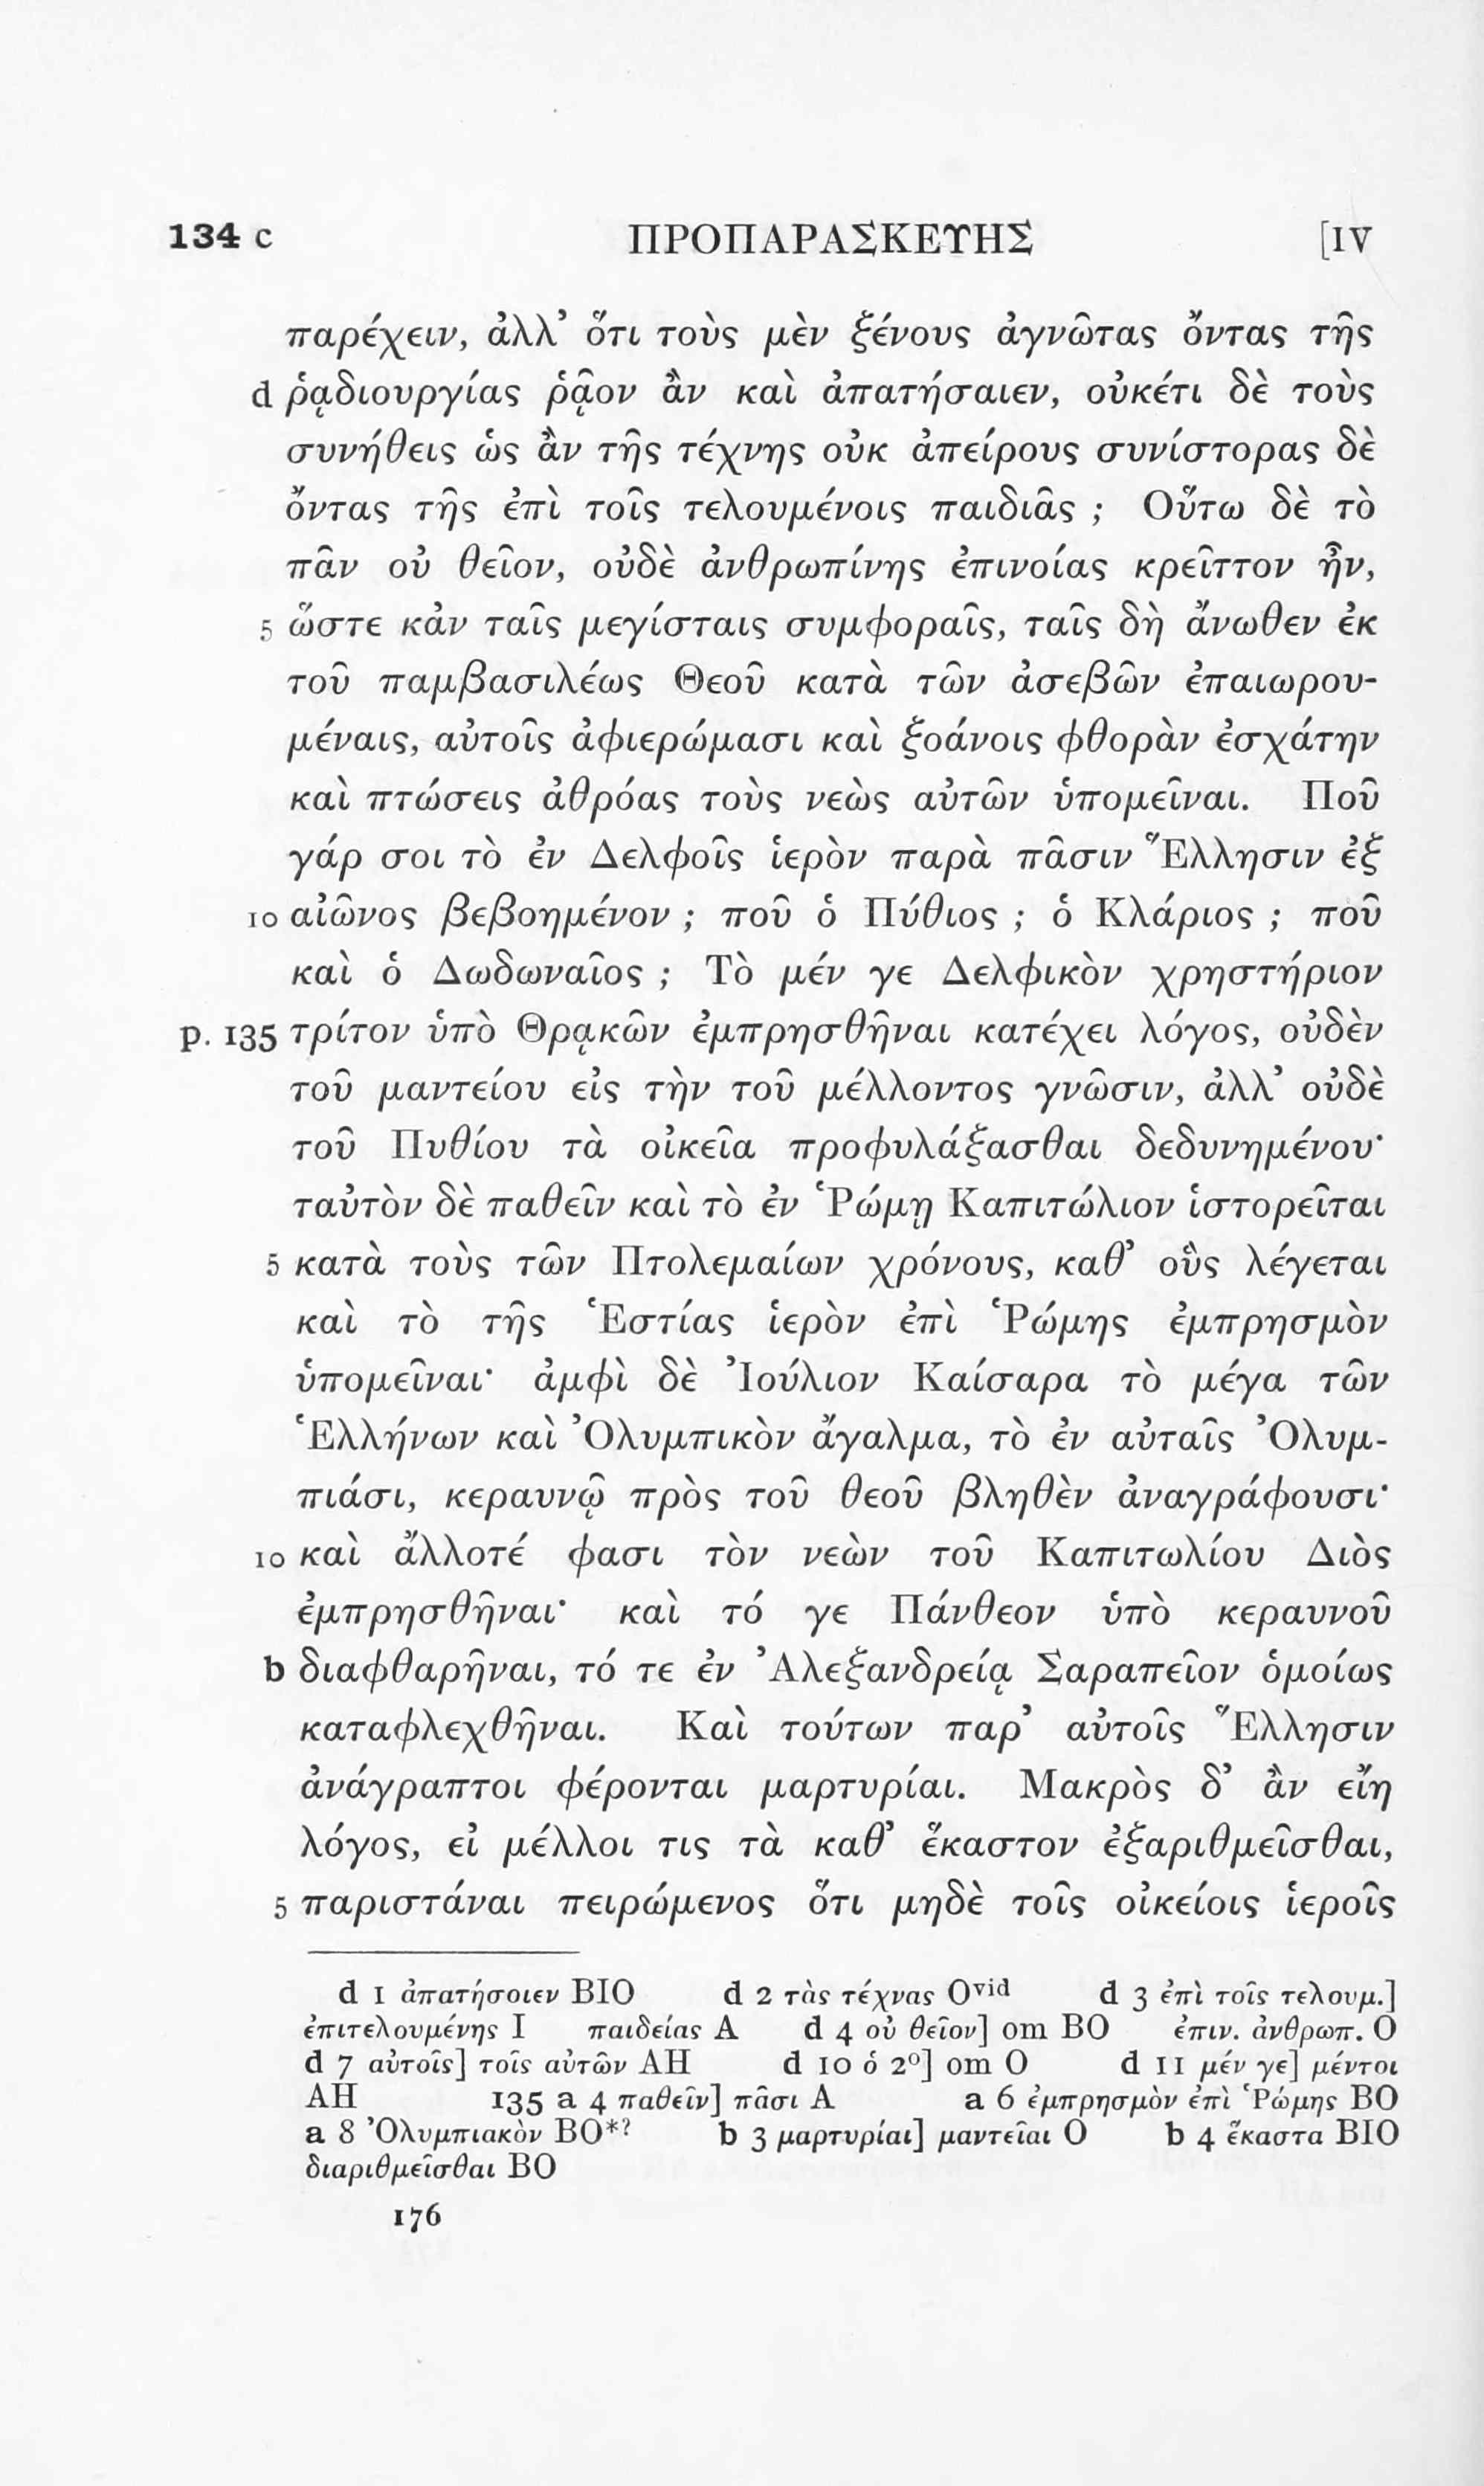 134 c ΠΡΟΠΑΡΑΣΚΕΥΗΣ [IV
παρέχειν, ἀλλ’ ὅτι τοὺς μὲν ξένους ἀγνῶτας ὄντας τῆς
d ῥᾳδιουργίας ῥᾷον ἂν καὶ ἀπατήσαιεν, οὐκέτι δὲ τοὺς
συνήθεις ὡς ἂν τῆς τέχνης οὐκ ἀπείρους συνίστορας δὲ
ὄντας τῆς ἐπὶ τοῖς τελουμένοις παιδιᾶς ; Οὕτω δὲ τὸ
πᾶν οὐ θεῖον, οὐδὲ ἀνθρωπίνης ἐπινοίας κρεῖττον ἦν,
5 ὥστε κἀν ταῖς μεγίσταις συμφοραῖς, ταῖς δὴ ἄνωθεν ἐκ
τοῦ παμβασιλέως Θεοῦ κατὰ τῶν ἀσεβῶν ἐπαιωρου-
μέναις, αὐτοῖς ἀφιερώμασι καὶ ξοάνοις φθορὰν ἐσχάτην
καὶ πτώσεις ἀθρόας τοὺς νεὼς αὐτῶν ὑπομεῖναι. Ποῦ
γάρ σοι τὸ ἐν Δελφοῖς ἱερὸν παρὰ πᾶσιν Ἕλλησιν ἐξ
10 αἰῶνος βεβοημένον ; ποῦ ὁ Πύθιος ; ὁ Κλάριος ; ποῦ
καὶ ὁ Δωδωναῖος ; Τὸ μέν γε Δελφικὸν χρηστήριον
p. 135 τρίτον ὑπὸ Θρᾳκῶν ἐμπρησθῆναι κατέχει λόγος, οὐδὲν
τοῦ μαντείου εἰς τὴν τοῦ μέλλοντος γνῶσιν, ἀλλ’ οὐδὲ
τοῦ Πυθίου τὰ οἰκεῖα προφυλάξασθαι δεδυνημένου·
ταὐτὸν δὲ παθεῖν καὶ τὸ ἐν Ῥώμῃ Καπιτώλιον ἱστορεῖται
5 κατὰ τοὺς τῶν Πτολεμαίων χρόνους, καθ’ οὓς λέγεται
καὶ τὸ τῆς Ἑστίας ἱερὸν ἐπὶ Ῥώμης ἐμπρησμὸν
ὑπομεῖναι· ἀμφὶ δὲ Ἰούλιον Καίσαρα τὸ μέγα τῶν
Ἑλλήνων καὶ Ὀλυμπικὸν ἄγαλμα, τὸ ἐν αὐταῖς Ὀλυμ-
πιάσι, κεραυνῷ πρὸς τοῦ θεοῦ βληθὲν ἀναγράφουσι·
10 καὶ ἄλλοτέ φασι τὸν νεὼν τοῦ Καπιτωλίου Διὸς
ἐμπρησθῆναι· καὶ τό γε Πάνθεον ὑπὸ κεραυνοῦ
b διαφθαρῆναι, τό τε ἐν Ἀλεξανδρείᾳ Σαραπεῖον ὁμοίως
καταφλεχθῆναι. Καὶ τούτων παρ’ αὐτοῖς Ἕλλησιν
ἀνάγραπτοι φέρονται μαρτυρίαι. Μακρὸς δ’ ἂν εἴη
λόγος, εἰ μέλλοι τις τὰ καθ’ ἕκαστον ἐξαριθμεῖσθαι,
5 παριστάναι πειρώμενος ὅτι μηδὲ τοῖς οἰκείοις ἱεροῖς
d 1 ἀπατήσοιεν BIO d 2 τὰς τέχνας Ovid d 3 ἐπὶ τοῖς τελουμ.]
ἐπιτελουμένης I παιδείας A d 4 οὐ θεῖον] om BO ἐπιν. ἀνθρωπ. O
d 7 αὐτοῖς] τοῖς αὐτῶν AH d 10 ὁ 2º] om O d 11 μέν γε] μέντοι
AH 135 a 4 παθεῖν] πᾶσι A a 6 ἐμπρησμὸν ἐπὶ Ῥώμης BO
a 8 Ὀλυμπιακὸν BO*? b 3 μαρτυρίαι] μαντεῖαι O b 4 ἕκαστα BIO
διαριθμεῖσθαι BO
176